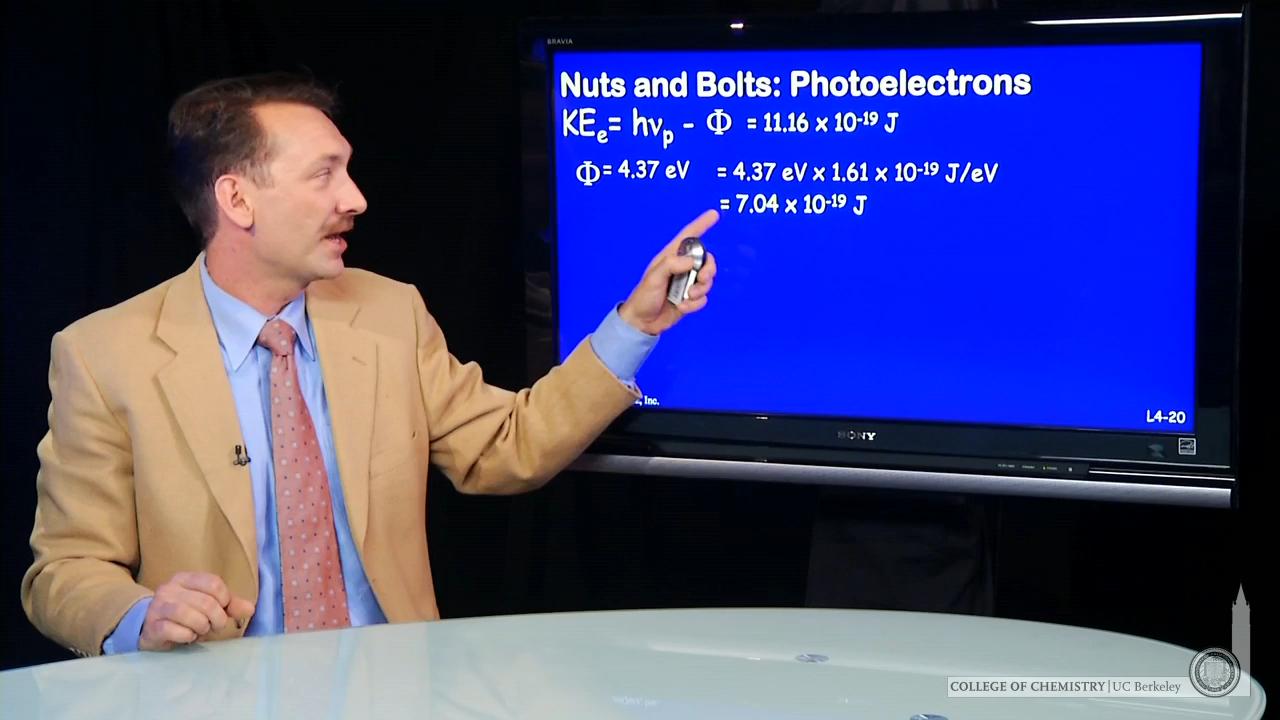 BRAVIA
Nuts and Bolts: Photoelectrons
KEe= hνp - Φ = 11.16 x 10-19 J
Φ= 4.37 eV = 4.37 eV x 1.61 x 10-19 J/eV
= 7.04 x 10-19 J
, Inc.
L4-20
SONY
COLLEGE OF CHEMISTRY | UC Berkeley